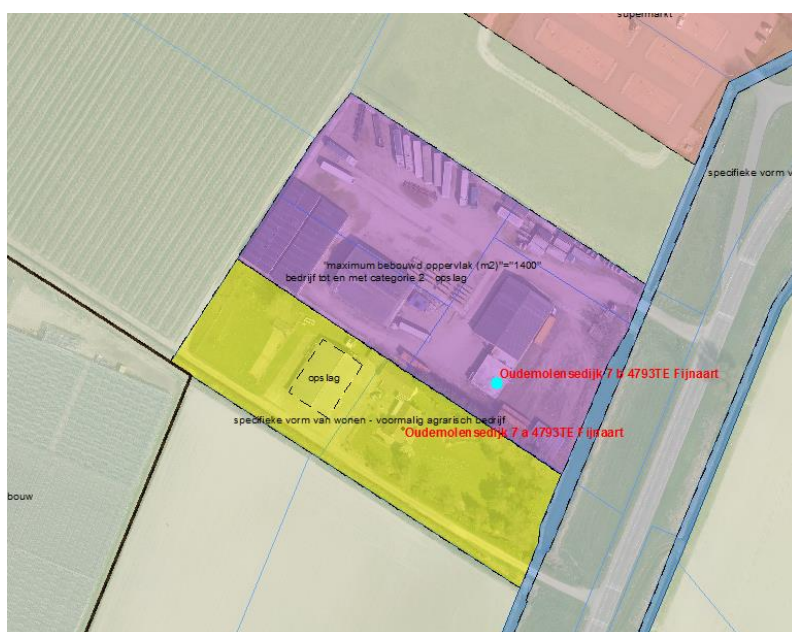 supermarkt
specifieke vorm v
"maximum bebouwd oppervlak (m2)"="1400"
bedrijf tot en met categorie 2 opslag
Oudemolensedijk 7 b 4793TE Fijnaart
opslag
specifieke vorm van wonen - voormalig agrarisch bedrijf
Oudemolensedijk 7 a 4793TE Fijnaart
bouw